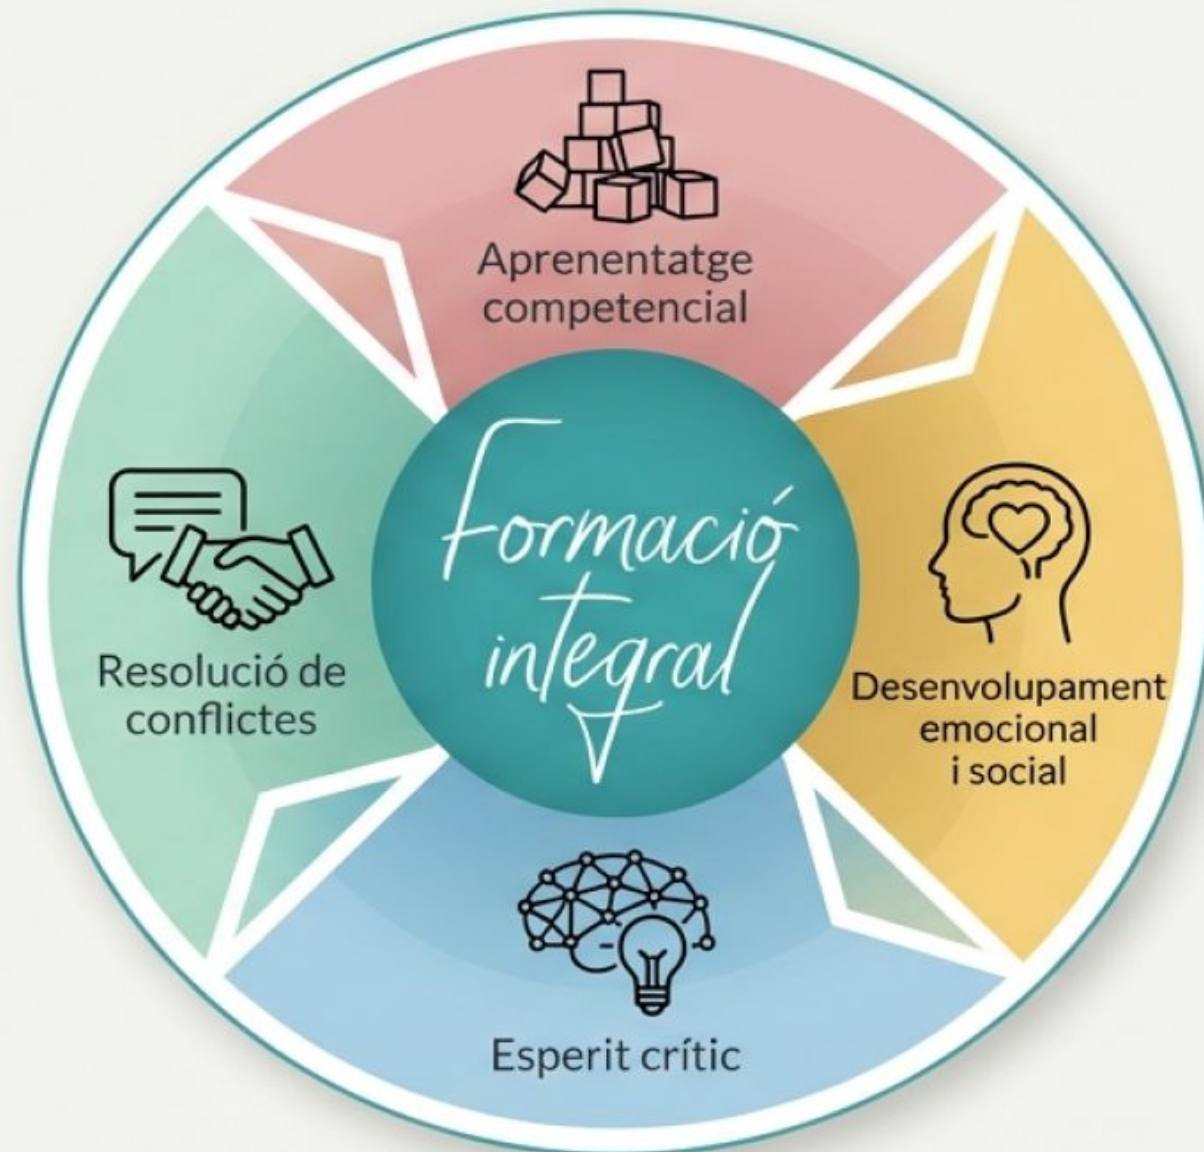 Aprenentatge
competencial
Formació
integral
Resolució de
conflictes
Desenvolupament
emocional
i social
Esperit crític